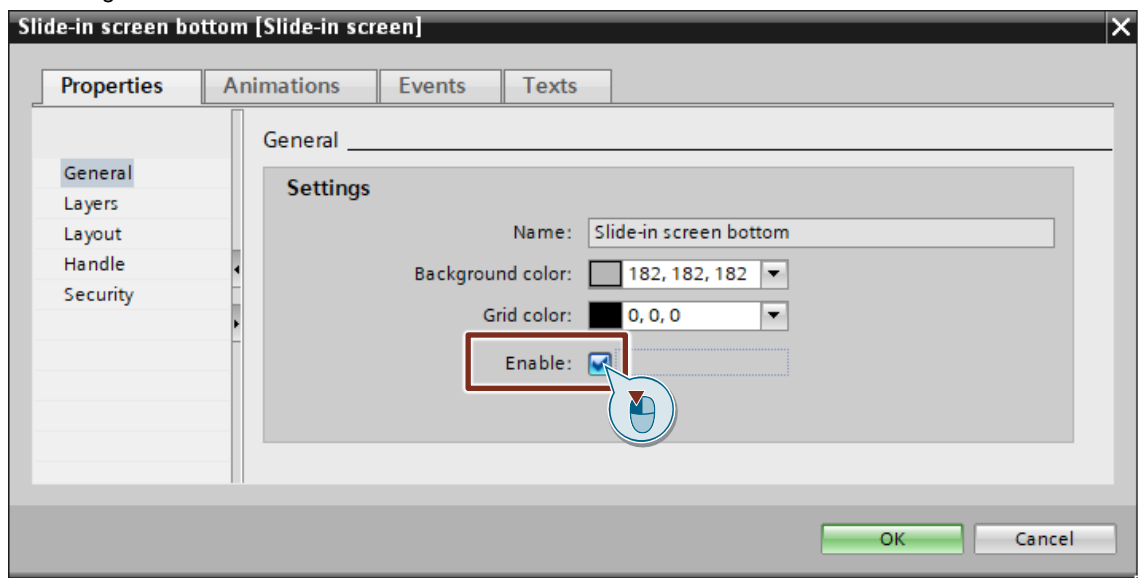 Slide-in screen bottom [Slide-in screen]
Properties Animations Events Texts
General
General
Layers
Layout
Handle
Security
Settings
Name: Slide-in screen bottom
Background color: 182, 182, 182
Grid color: 0, 0, 0
Enable:
OK Cancel